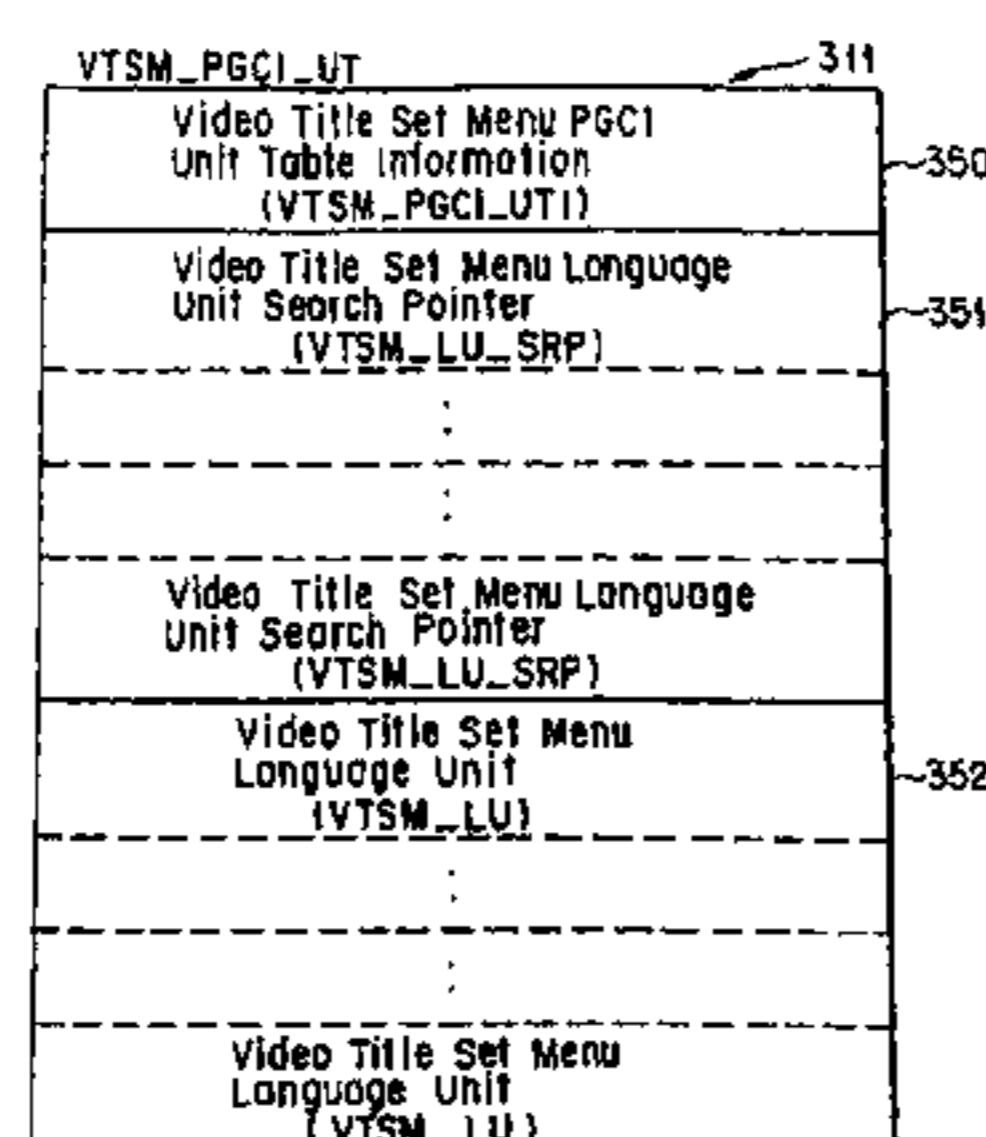 VTSM_PGCI_UT
311
Video Title Set Menu PGC1
Unit Table Information
(VTSM_PGCI_UTI)
350
Video Title Set Menu Language
Unit Search Pointer
(VTSM_LU_SRP)
351
Video Title Set Menu Language
Unit Search Pointer
(VTSM_LU_SRP)
Video Title Set Menu
Language Unit
(VTSM_LU)
352
Video Title Set Menu
Language Unit
(VTSM_LU)